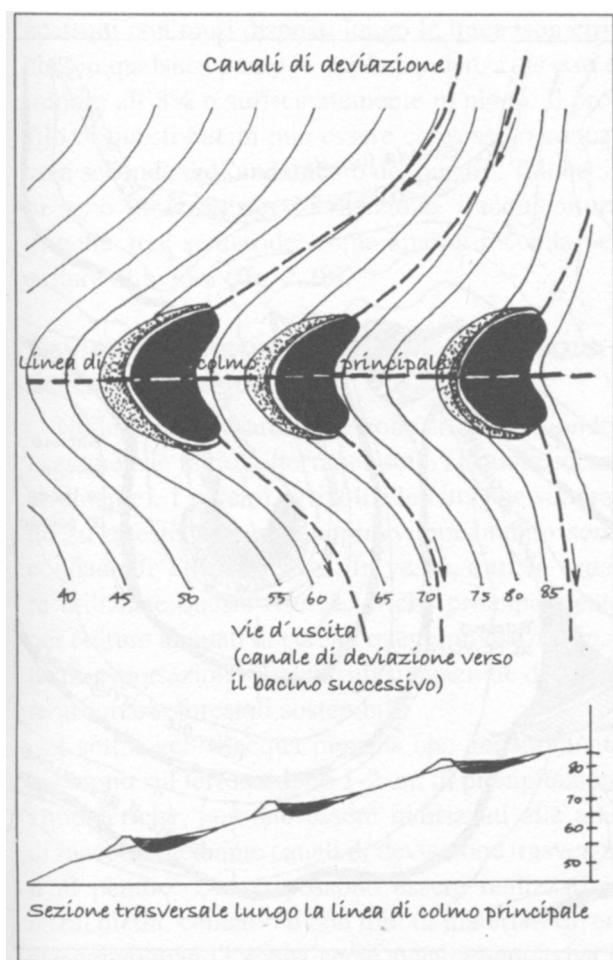 Canali di deviazione
Linea di colmo principale
40 45 50 55 60 65 70 75 80 85
Vie d'uscita
(canale di deviazione verso
il bacino successivo)
80
70
60
50
Sezione trasversale lungo la linea di colmo principale